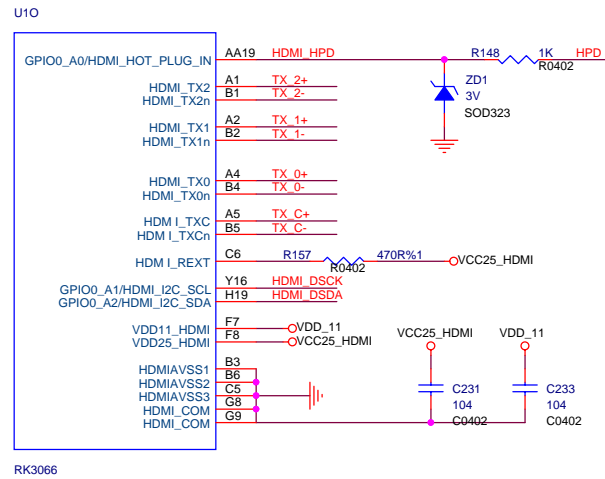 U1O
GPIO0_A0/HDMI_HOT_PLUG_IN AA19 HDMI_HPD R148 1K HPD
R0402
HDMI_TX2 A1 TX_2+
HDMI_TX2n B1 TX_2-
ZD1
3V
SOD323
HDMI_TX1 A2 TX_1+
HDMI_TX1n B2 TX_1-
HDMI_TX0 A4 TX_0+
HDMI_TX0n B4 TX_0-
HDM I_TXC A5 TX_C+
HDM I_TXCn B5 TX_C-
HDM I_REXT C6 R157 470R%1 VCC25_HDMI
R0402
GPIO0_A1/HDMI_I2C_SCL Y16 HDMI_DSCK
GPIO0_A2/HDMI_I2C_SDA H19 HDMI_DSDA
VDD11_HDMI F7 VDD_11
VDD25_HDMI F8 VCC25_HDMI
VCC25_HDMI VDD_11
HDMIAVSS1 B3
HDMIAVSS2 B6
HDMIAVSS3 C5
HDMI_COM G8
HDMI_COM G9
C231 C233
104 104
C0402 C0402
RK3066